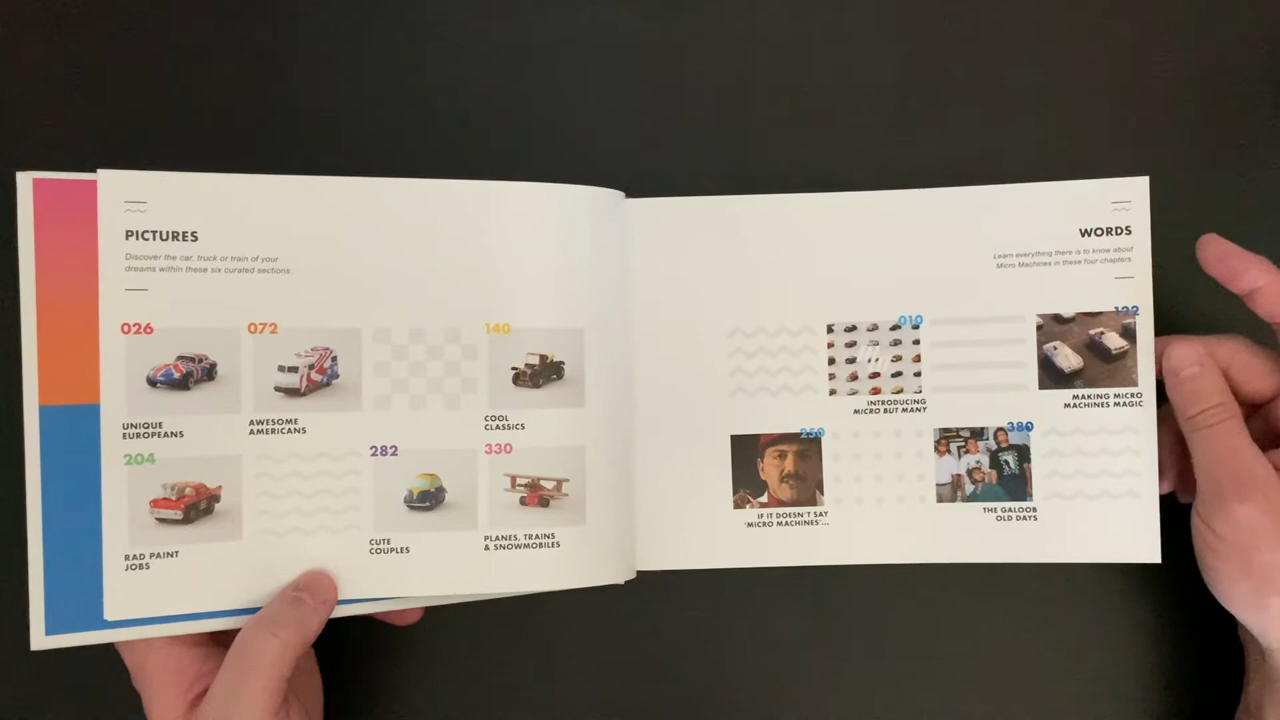 PICTURES
Discover the car, truck or train of your
dreams within these six curated sections.
026
UNIQUE
EUROPEANS
072
AWESOME
AMERICANS
140
COOL
CLASSICS
204
RAD PAINT
JOBS
282
CUTE
COUPLES
330
PLANES, TRAINS
& SNOWMOBILES
WORDS
Learn everything there is to know about
Micro Machines in these four chapters.
010
INTRODUCING
MICRO BUT MANY
122
MAKING MICRO
MACHINES MAGIC
250
IF IT DOESN'T SAY
'MICRO MACHINES'...
380
THE GALOOB
OLD DAYS